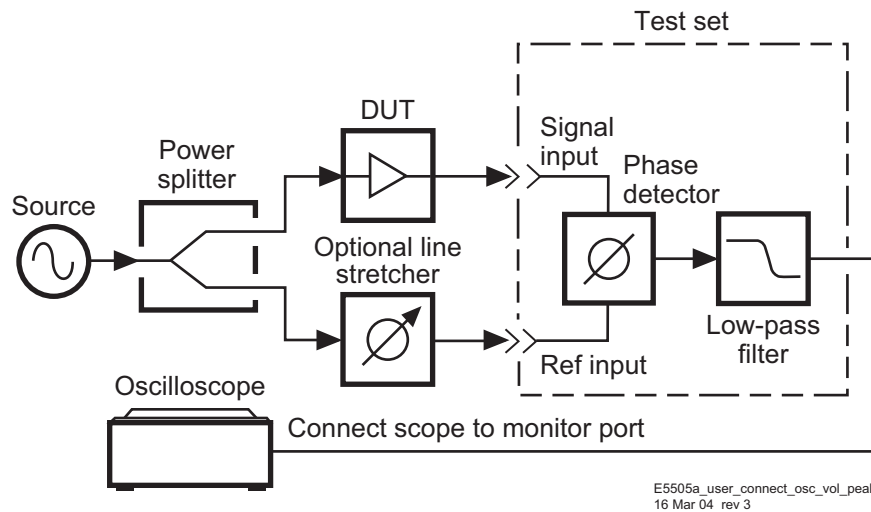 Test set
DUT
Signal
input
Power
splitter
Phase
detector
Source
Optional line
stretcher
Low-pass
filter
Ref input
Oscilloscope
Connect scope to monitor port
E5505a_user_connect_osc_vol_peal
16 Mar 04 rev 3